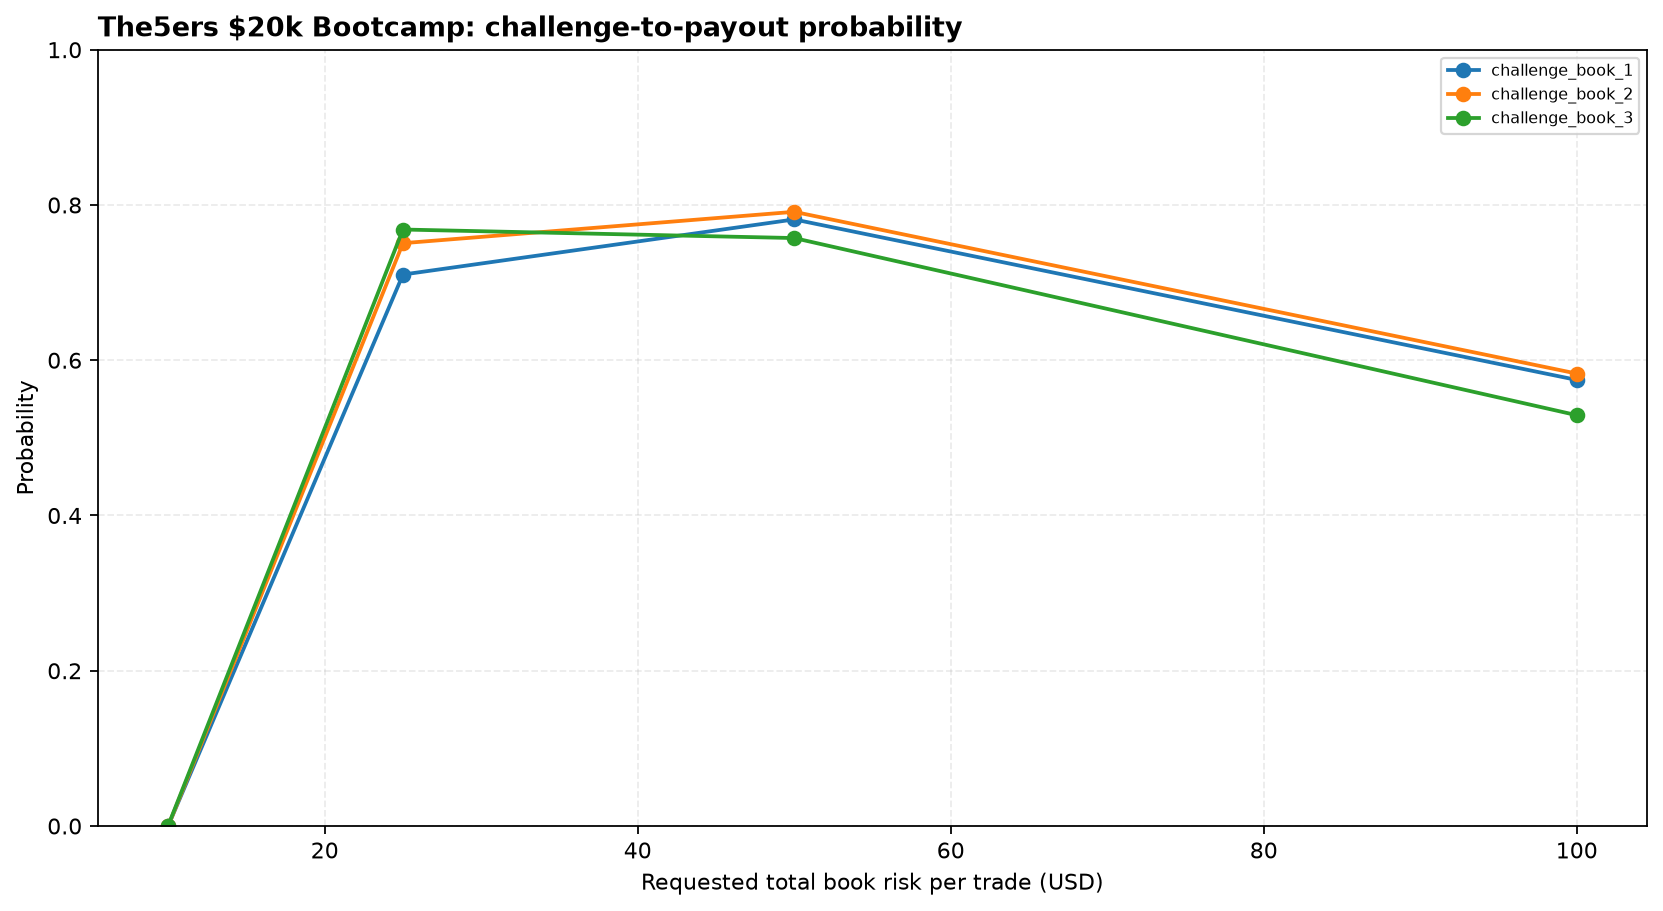 The5ers $20k Bootcamp: challenge-to-payout probability
challenge_book_1
challenge_book_2
challenge_book_3
Probability
1.0
0.8
0.6
0.4
0.2
0.0
20 40 60 80 100
Requested total book risk per trade (USD)